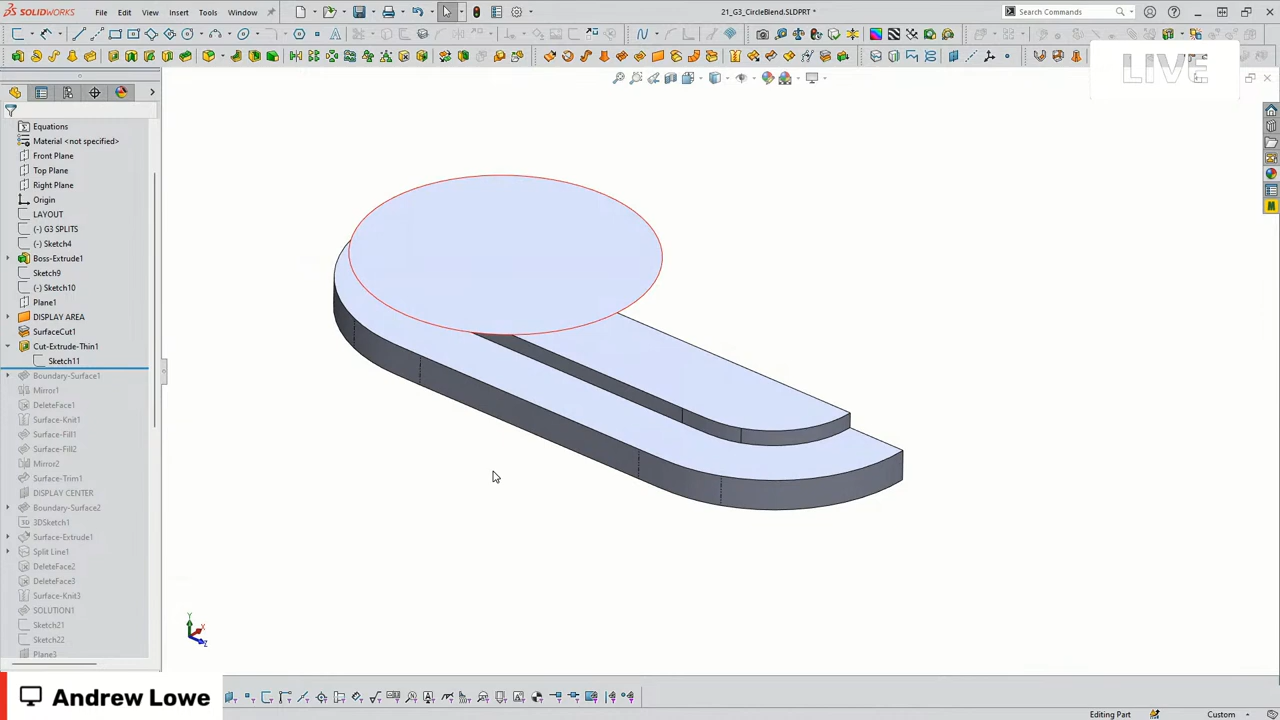 SOLIDWORKS
File
Edit
View
Insert
Tools
Window
21_G3_CircleBlend.SLDPRT *
Search Commands
LIVE
Equations
Material <not specified>
Front Plane
Top Plane
Right Plane
Origin
LAYOUT
(-) G3 SPLITS
(-) Sketch4
Boss-Extrude1
Sketch9
(-) Sketch10
Plane1
DISPLAY AREA
SurfaceCut1
Cut-Extrude-Thin1
Sketch11
Boundary-Surface1
Mirror1
DeleteFace1
Surface-Knit1
Surface-Fill1
Surface-Fill2
Mirror2
Surface-Trim1
DISPLAY CENTER
Boundary-Surface2
3DSketch1
Surface-Extrude1
Split Line1
DeleteFace2
DeleteFace3
Surface-Knit3
SOLUTION1
Sketch21
Sketch22
Plane3
Y
X
Z
Andrew Lowe
Editing Part
Custom